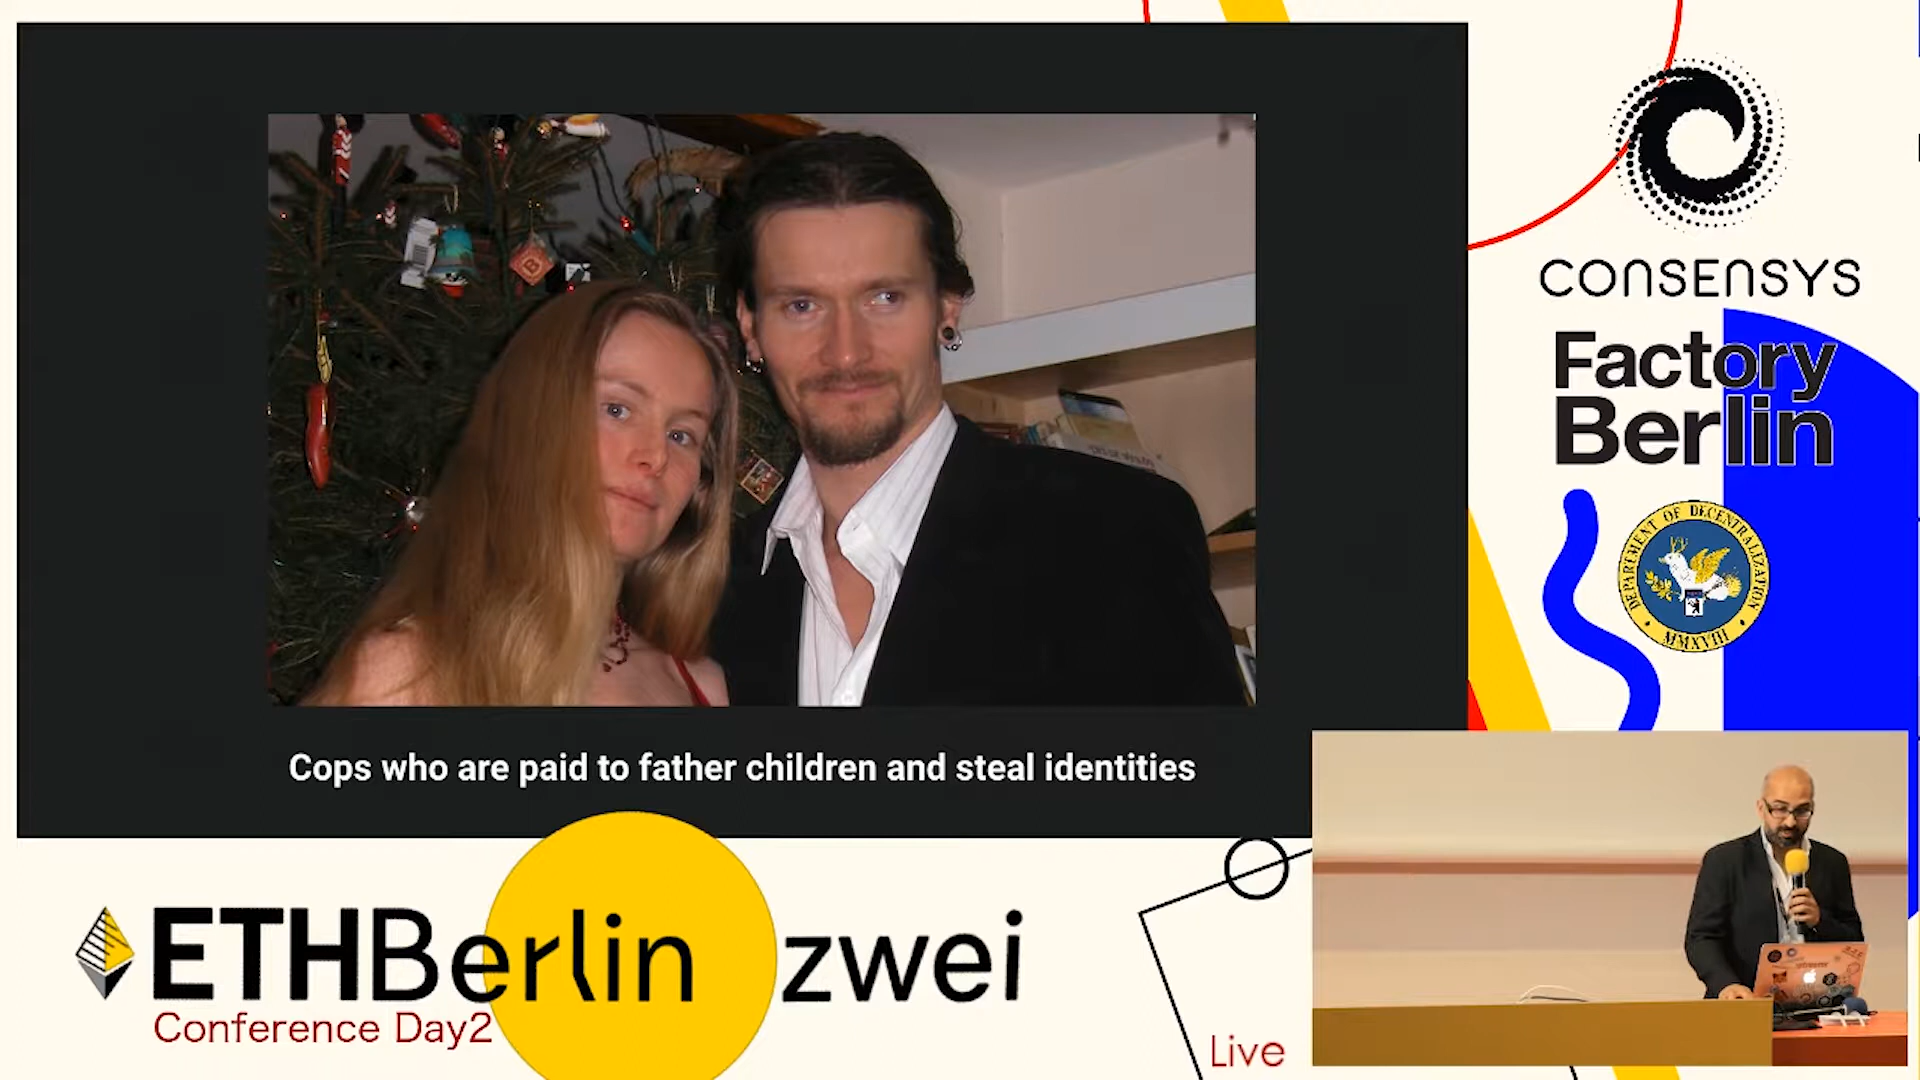 Cops who are paid to father children and steal identities
CONSENSYS
Factory
Berlin
DEPARTMENT OF DECENTRALIZATION
MMXVIII
ETHBerlin zwei
Conference Day2
Live
B